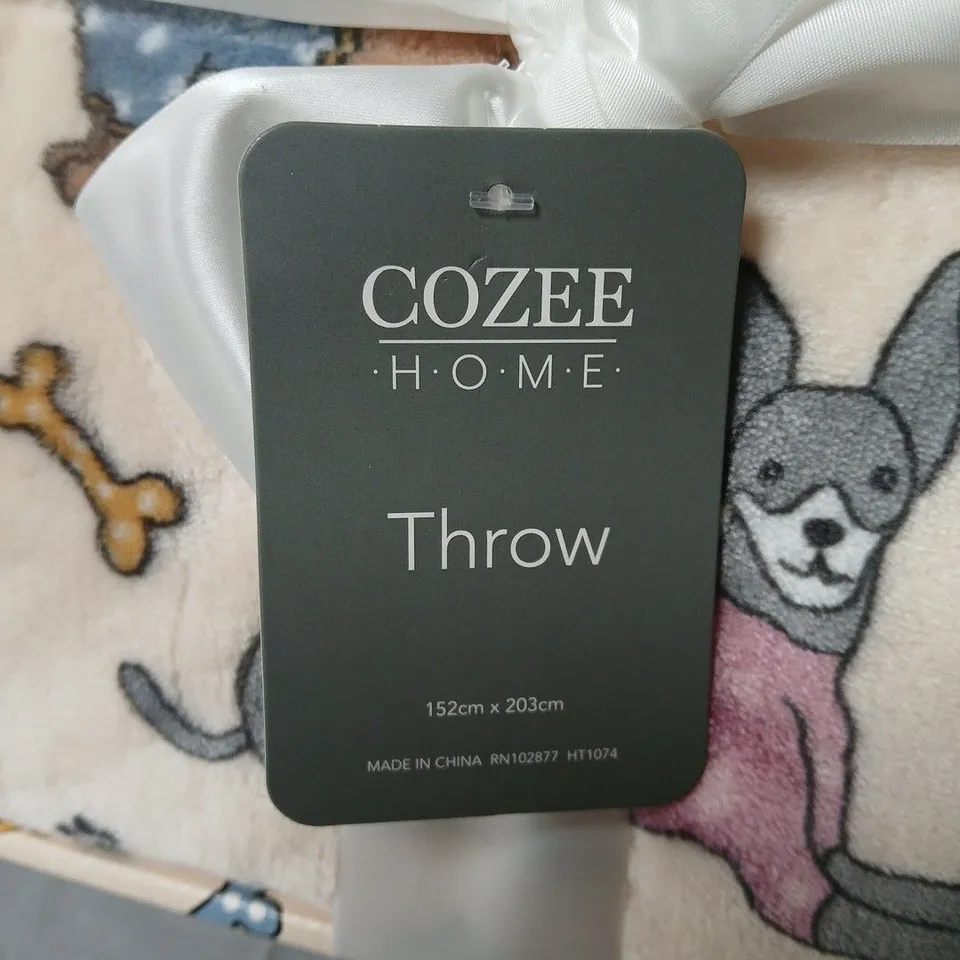 COZEE
·H·O·M·E·
Throw
152cm x 203cm
MADE IN CHINA RN102877 HT1074